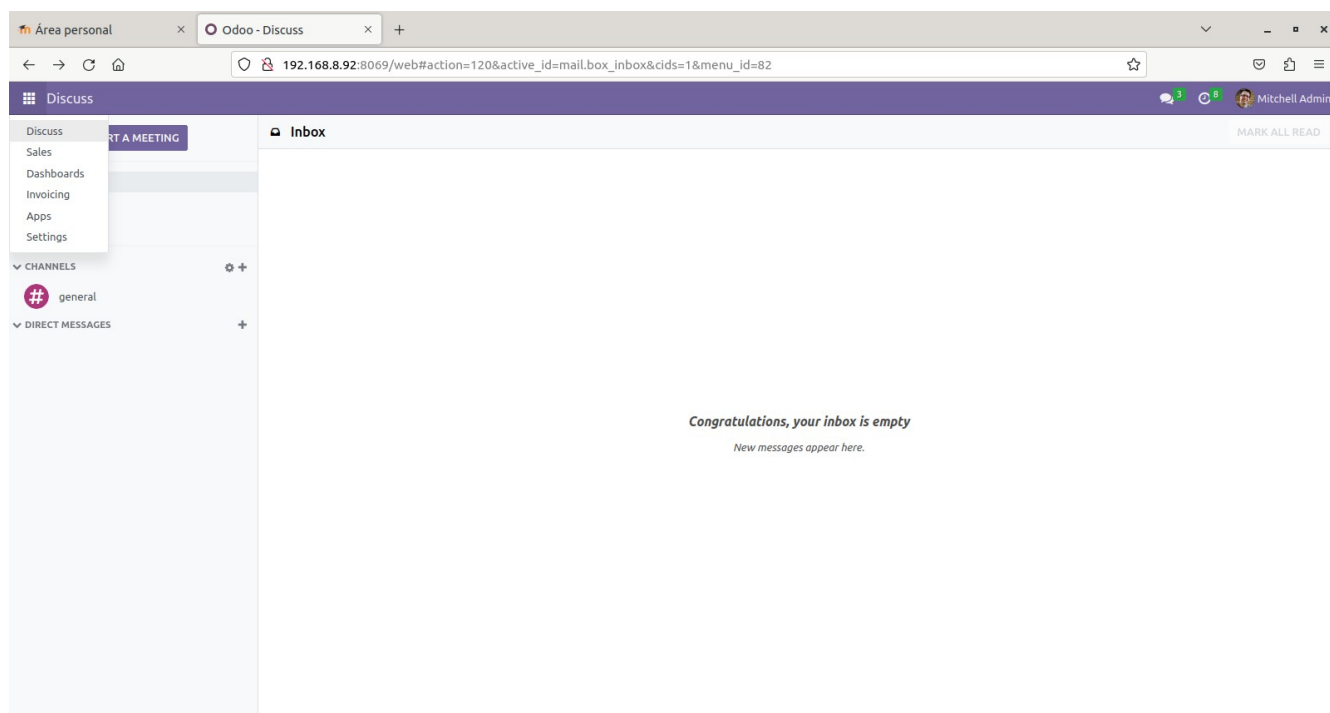 Área personal
Odoo - Discuss
192.168.8.92:8069/web#action=120&active_id=mail.box_inbox&cids=1&menu_id=82
Discuss
3
8
Mitchell Admin
Discuss
Sales
Dashboards
Invoicing
Apps
Settings
RT A MEETING
Inbox
MARK ALL READ
CHANNELS
general
DIRECT MESSAGES
Congratulations, your inbox is empty
New messages appear here.